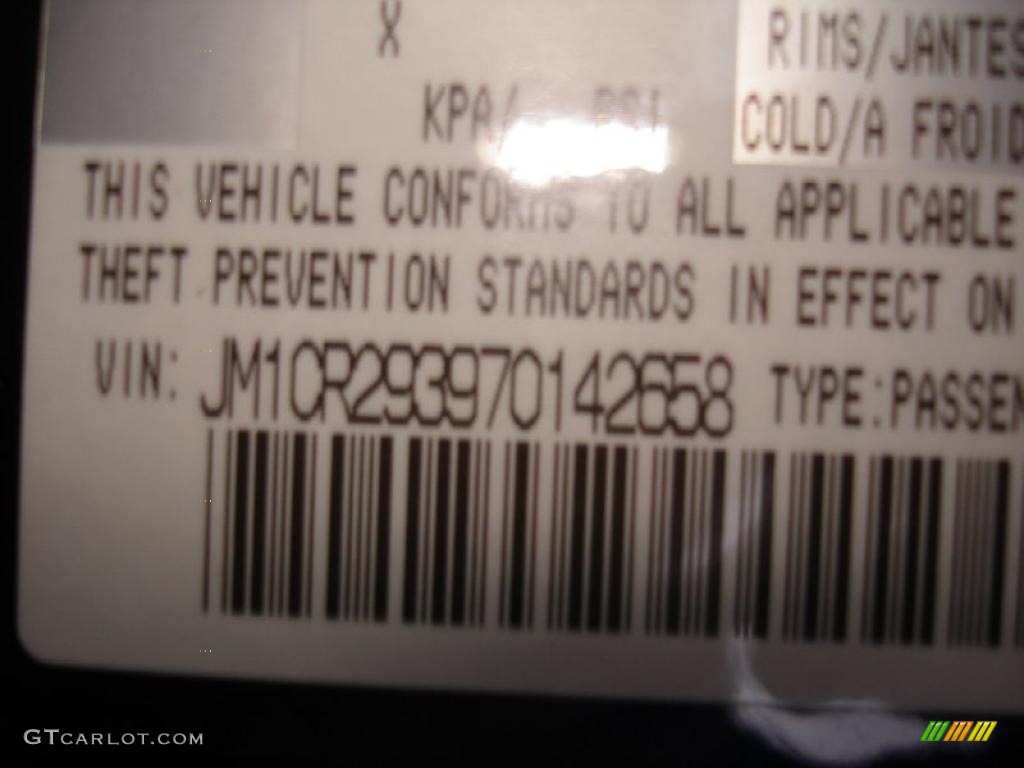 X
RIMS/JANTES
KPA/ PSI
COLD/A FROID
THIS VEHICLE CONFORMS TO ALL APPLICABLE
THEFT PREVENTION STANDARDS IN EFFECT ON
VIN: JM1CR293970142658 TYPE:PASSEN
GTCARLOT.COM